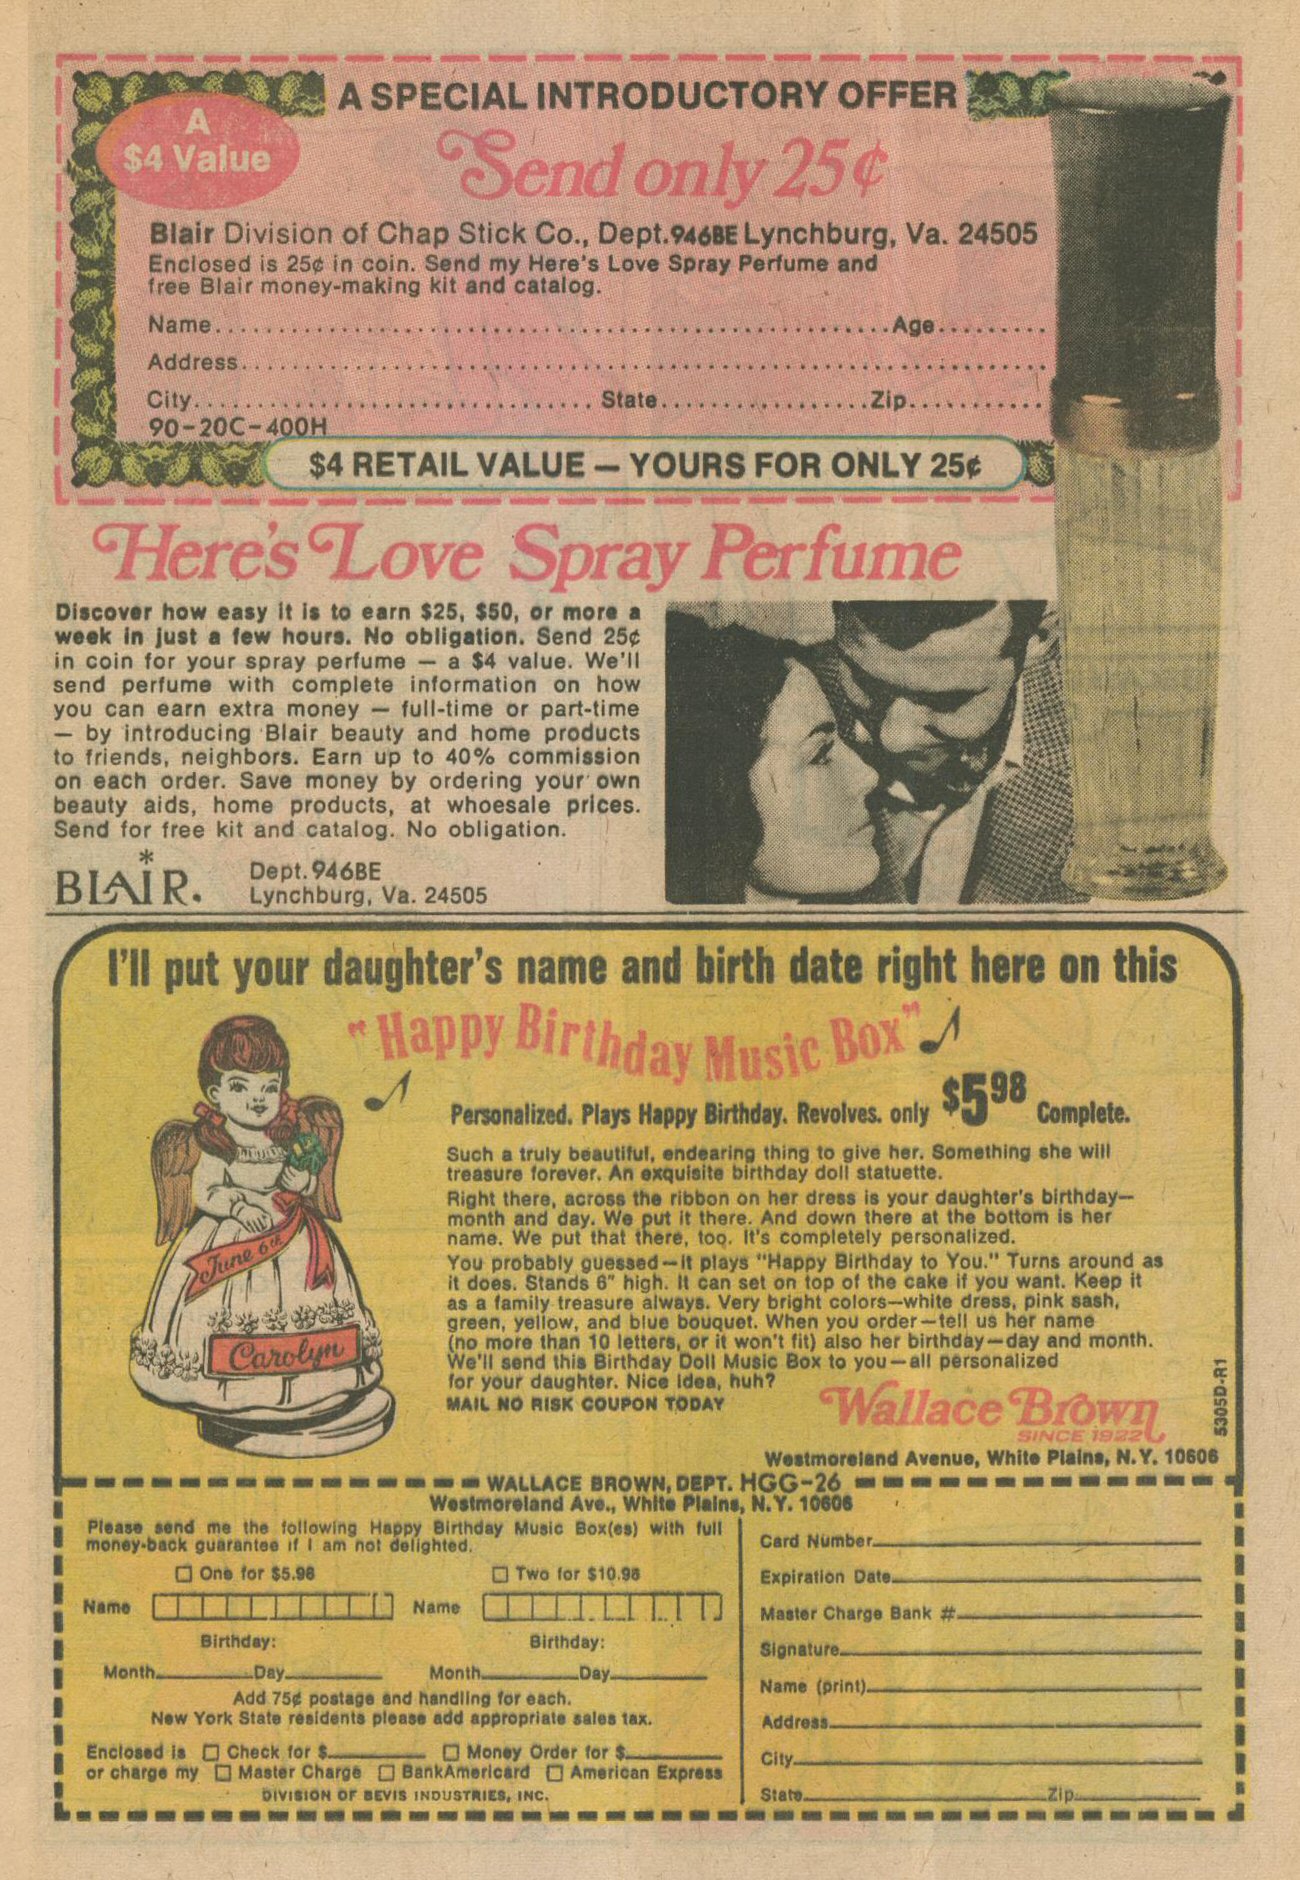 A SPECIAL INTRODUCTORY OFFER
A
$4 Value
Send only 25¢
Blair Division of Chap Stick Co., Dept.946BE Lynchburg, Va. 24505
Enclosed is 25¢ in coin. Send my Here's Love Spray Perfume and
free Blair money-making kit and catalog.
Name Age
Address
City State Zip
90-20C-400H
$4 RETAIL VALUE — YOURS FOR ONLY 25¢
Here's Love Spray Perfume
Discover how easy it is to earn $25, $50, or more a
week in just a few hours. No obligation. Send 25¢
in coin for your spray perfume — a $4 value. We'll
send perfume with complete information on how
you can earn extra money — full-time or part-time
— by introducing Blair beauty and home products
to friends, neighbors. Earn up to 40% commission
on each order. Save money by ordering your own
beauty aids, home products, at whoesale prices.
Send for free kit and catalog. No obligation.
BLAIR.
Dept. 946BE
Lynchburg, Va. 24505
I'll put your daughter's name and birth date right here on this
"Happy Birthday Music Box"
Personalized. Plays Happy Birthday. Revolves. only $5.98 Complete.
Such a truly beautiful, endearing thing to give her. Something she will
treasure forever. An exquisite birthday doll statuette.
Right there, across the ribbon on her dress is your daughter's birthday—
month and day. We put it there. And down there at the bottom is her
name. We put that there, too. It's completely personalized.
You probably guessed—it plays "Happy Birthday to You." Turns around as
it does. Stands 6" high. It can set on top of the cake if you want. Keep it
as a family treasure always. Very bright colors—white dress, pink sash,
green, yellow, and blue bouquet. When you order—tell us her name
(no more than 10 letters, or it won't fit) also her birthday—day and month.
We'll send this Birthday Doll Music Box to you—all personalized
for your daughter. Nice idea, huh?
MAIL NO RISK COUPON TODAY
June 6th
Carolyn
Wallace Brown
SINCE 1922
Westmoreland Avenue, White Plains, N.Y. 10606
5305D-R1
WALLACE BROWN, DEPT. HGG-26
Westmoreland Ave., White Plains, N.Y. 10606
Please send me the following Happy Birthday Music Box(es) with full
money-back guarantee if I am not delighted.
☐ One for $5.98 ☐ Two for $10.98
Name Name
Birthday: Birthday:
Month Day Month Day
Add 75¢ postage and handling for each.
New York State residents please add appropriate sales tax.
Enclosed is ☐ Check for $ ☐ Money Order for $
or charge my ☐ Master Charge ☐ BankAmericard ☐ American Express
DIVISION OF BEVIS INDUSTRIES, INC.
Card Number
Expiration Date
Master Charge Bank #
Signature
Name (print)
Address
City
State Zip